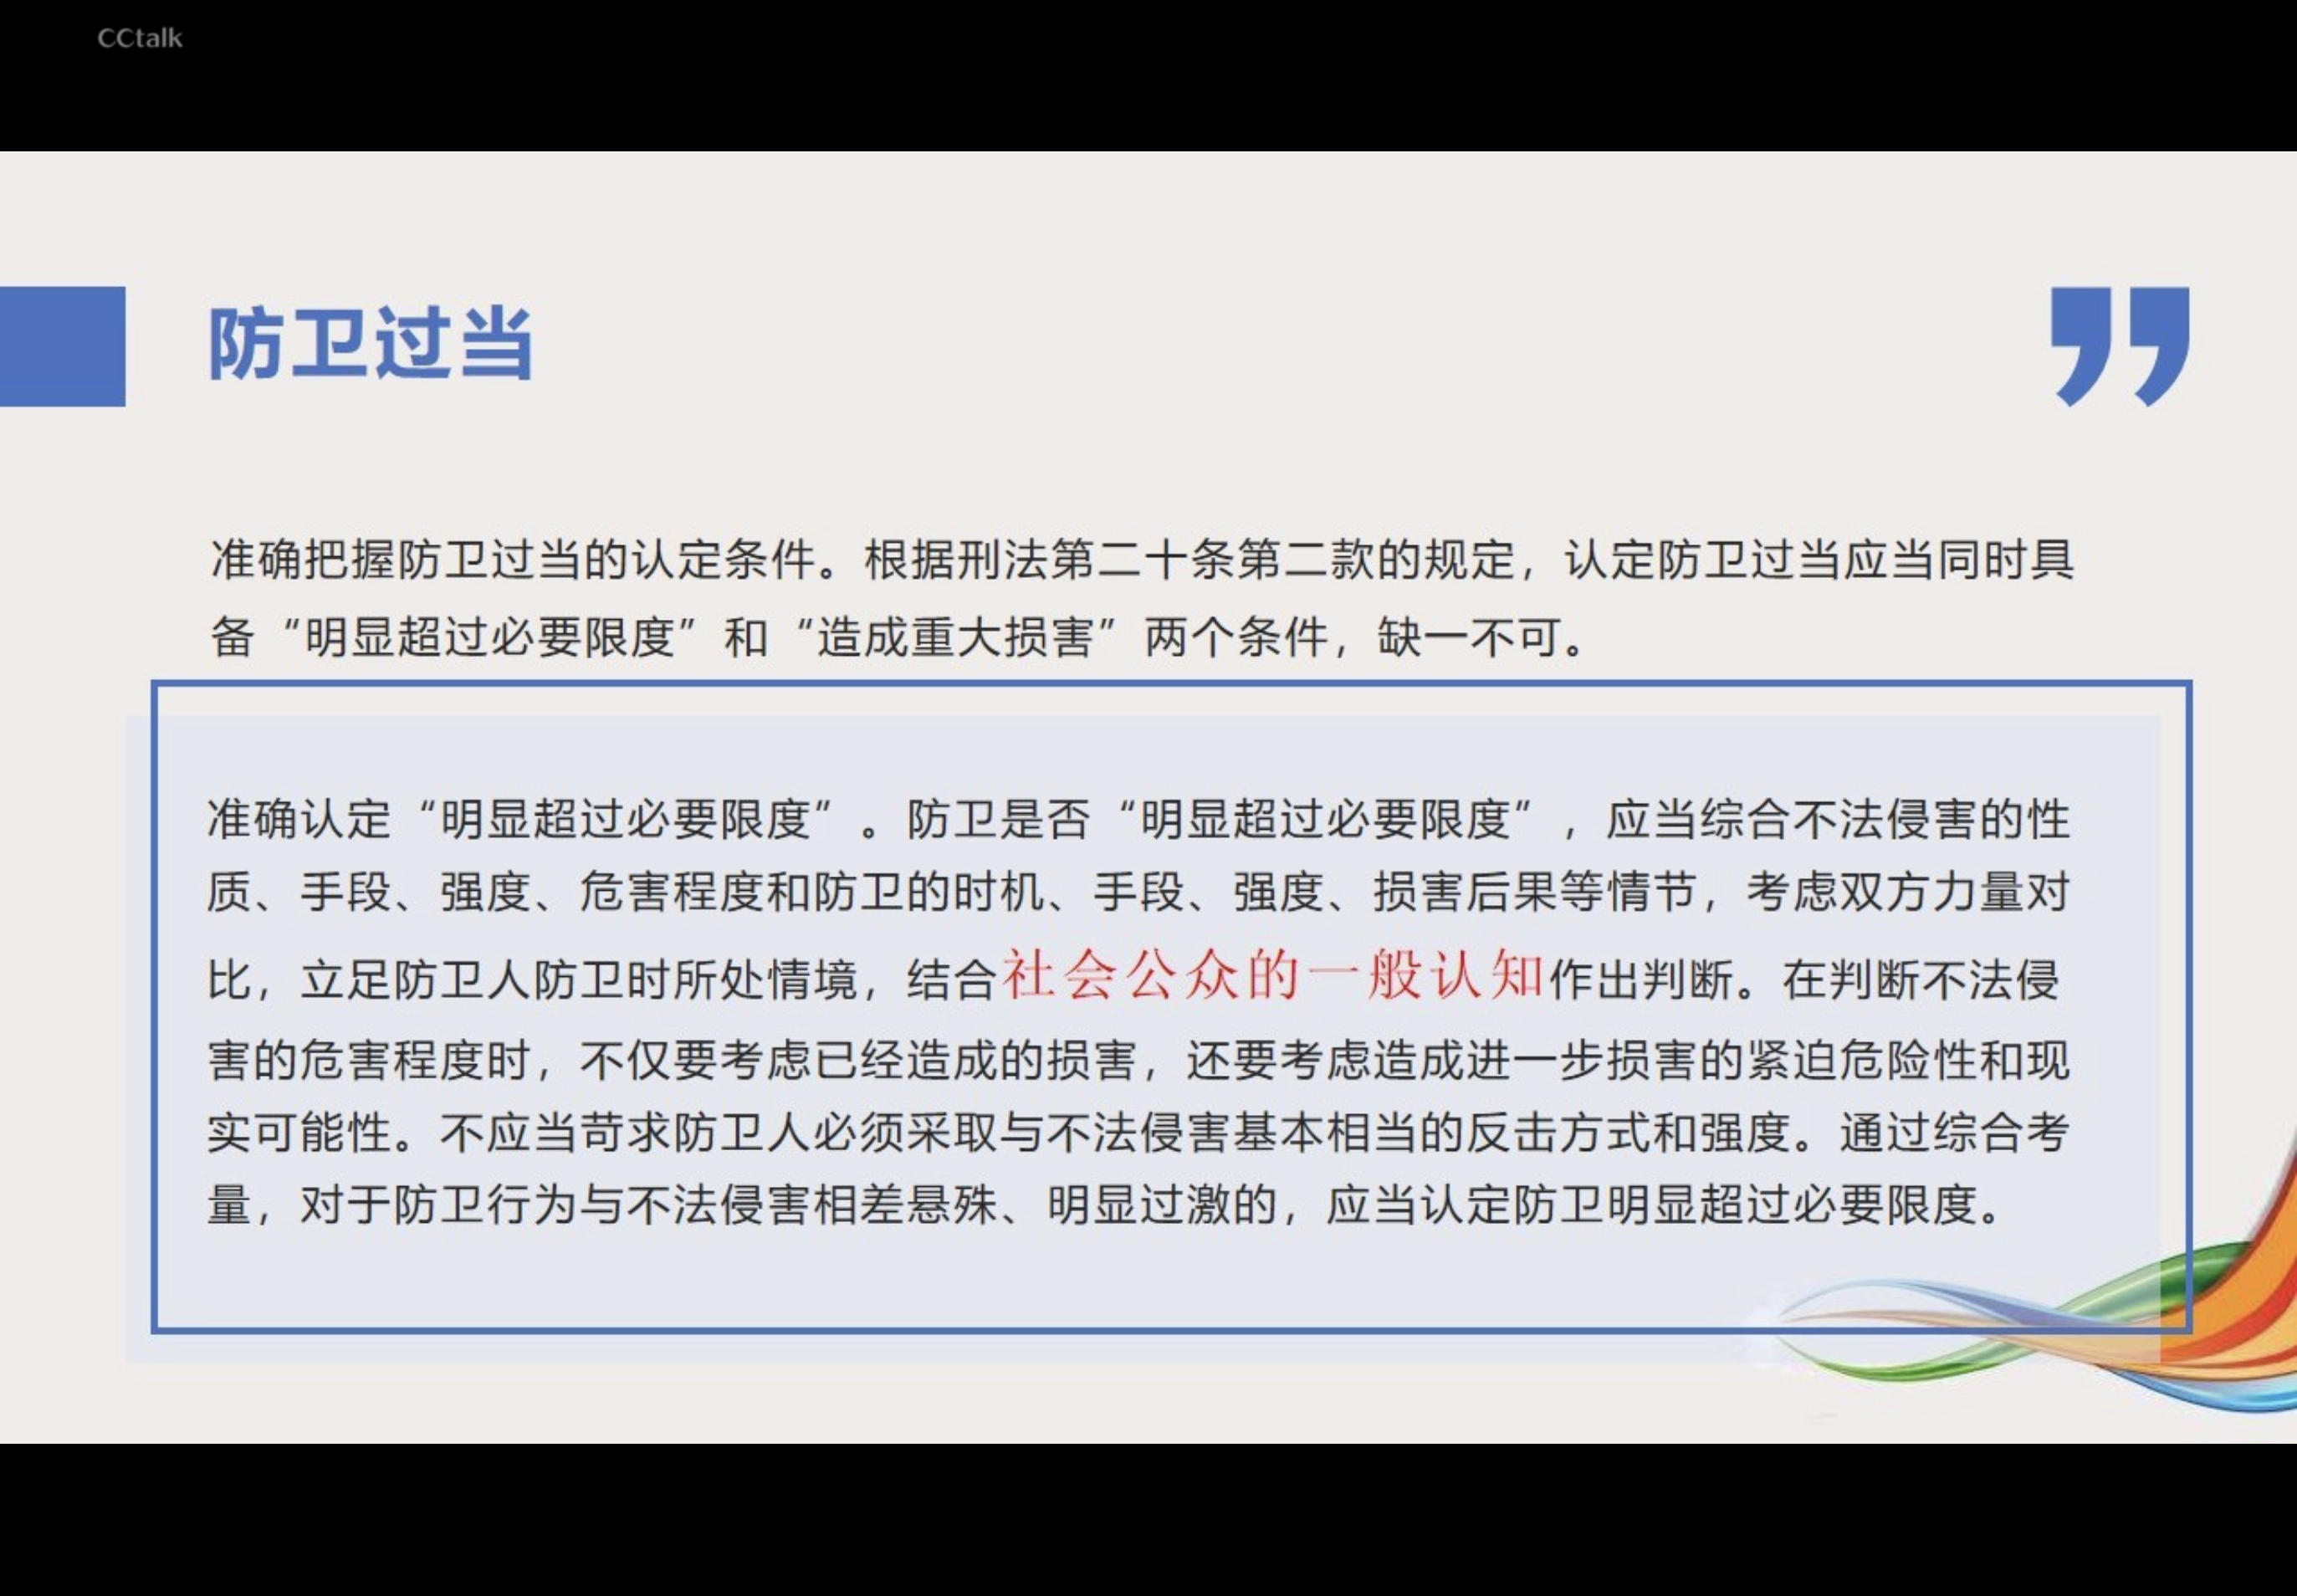 CCtalk
防卫过当
准确把握防卫过当的认定条件。根据刑法第二十条第二款的规定，认定防卫过当应当同时具
备“明显超过必要限度”和“造成重大损害”两个条件，缺一不可。
准确认定“明显超过必要限度”。防卫是否“明显超过必要限度”，应当综合不法侵害的性
质、手段、强度、危害程度和防卫的时机、手段、强度、损害后果等情节，考虑双方力量对
比，立足防卫人防卫时所处情境，结合社会公众的一般认知作出判断。在判断不法侵
害的危害程度时，不仅要考虑已经造成的损害，还要考虑造成进一步损害的紧迫危险性和现
实可能性。不应当苛求防卫人必须采取与不法侵害基本相当的反击方式和强度。通过综合考
量，对于防卫行为与不法侵害相差悬殊、明显过激的，应当认定防卫明显超过必要限度。